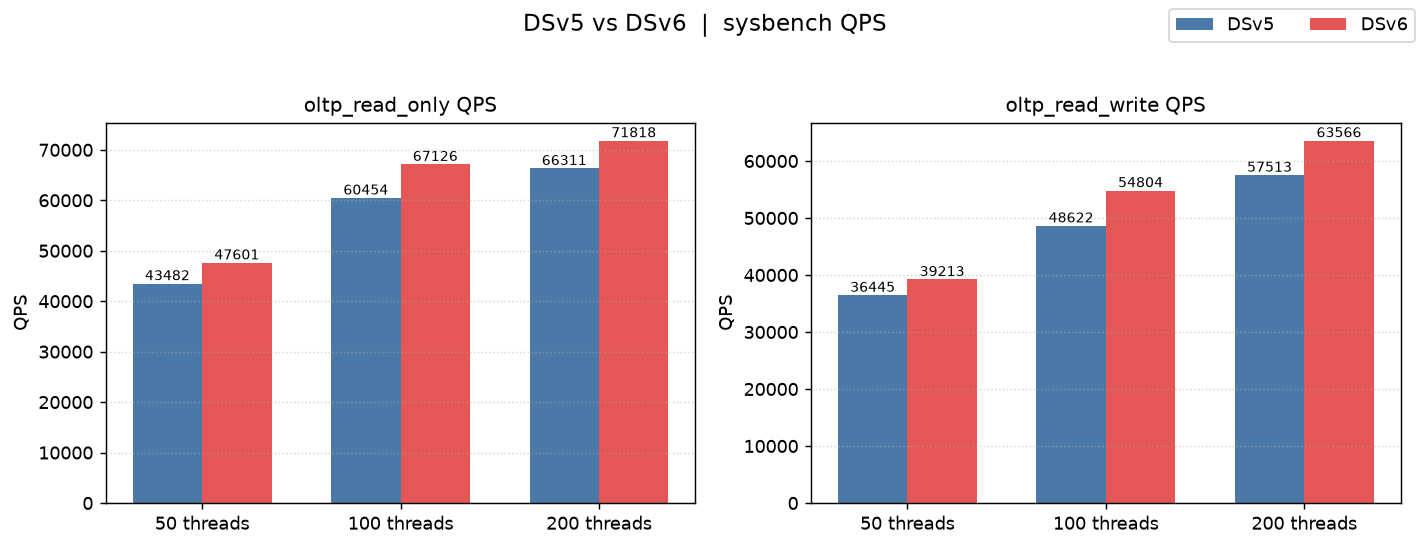 DSv5 vs DSv6 | sysbench QPS
DSv5 DSv6
oltp_read_only QPS
QPS
70000
60000
50000
40000
30000
20000
10000
0
43482 47601
60454 67126
66311 71818
50 threads 100 threads 200 threads
oltp_read_write QPS
QPS
60000
50000
40000
30000
20000
10000
0
36445 39213
48622 54804
57513 63566
50 threads 100 threads 200 threads